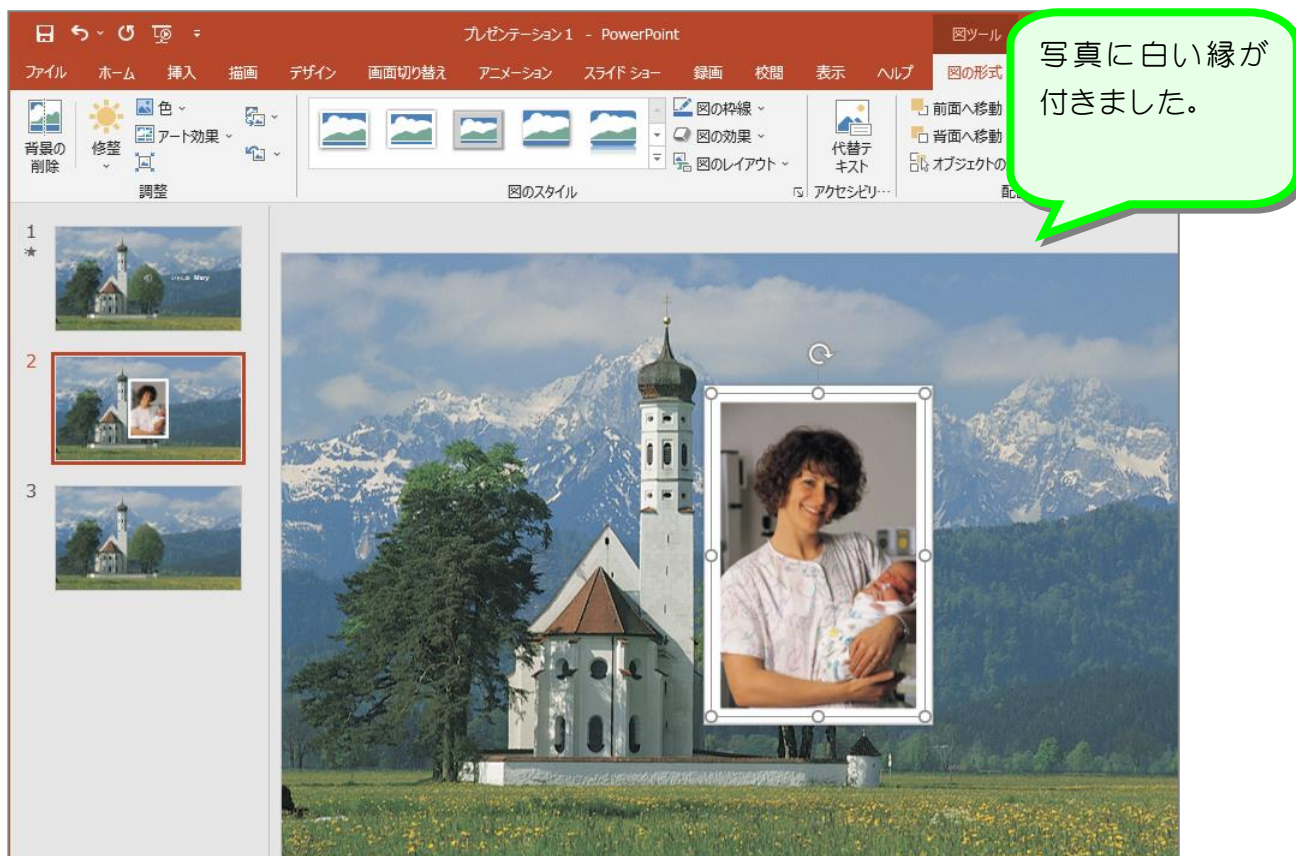 プレゼンテーション1 - PowerPoint
図ツール
ファイル ホーム 挿入 描画 デザイン 画面切り替え アニメーション スライド ショー 録画 校閲 表示 ヘルプ 図の形式
写真に白い縁が
付きました。
背景の
削除
修整
色
アート効果
調整
図のスタイル
図の枠線
図の効果
図のレイアウト
代替テ
キスト
アクセシビリ…
前面へ移動
背面へ移動
オブジェクトの
1
Mary
2
3